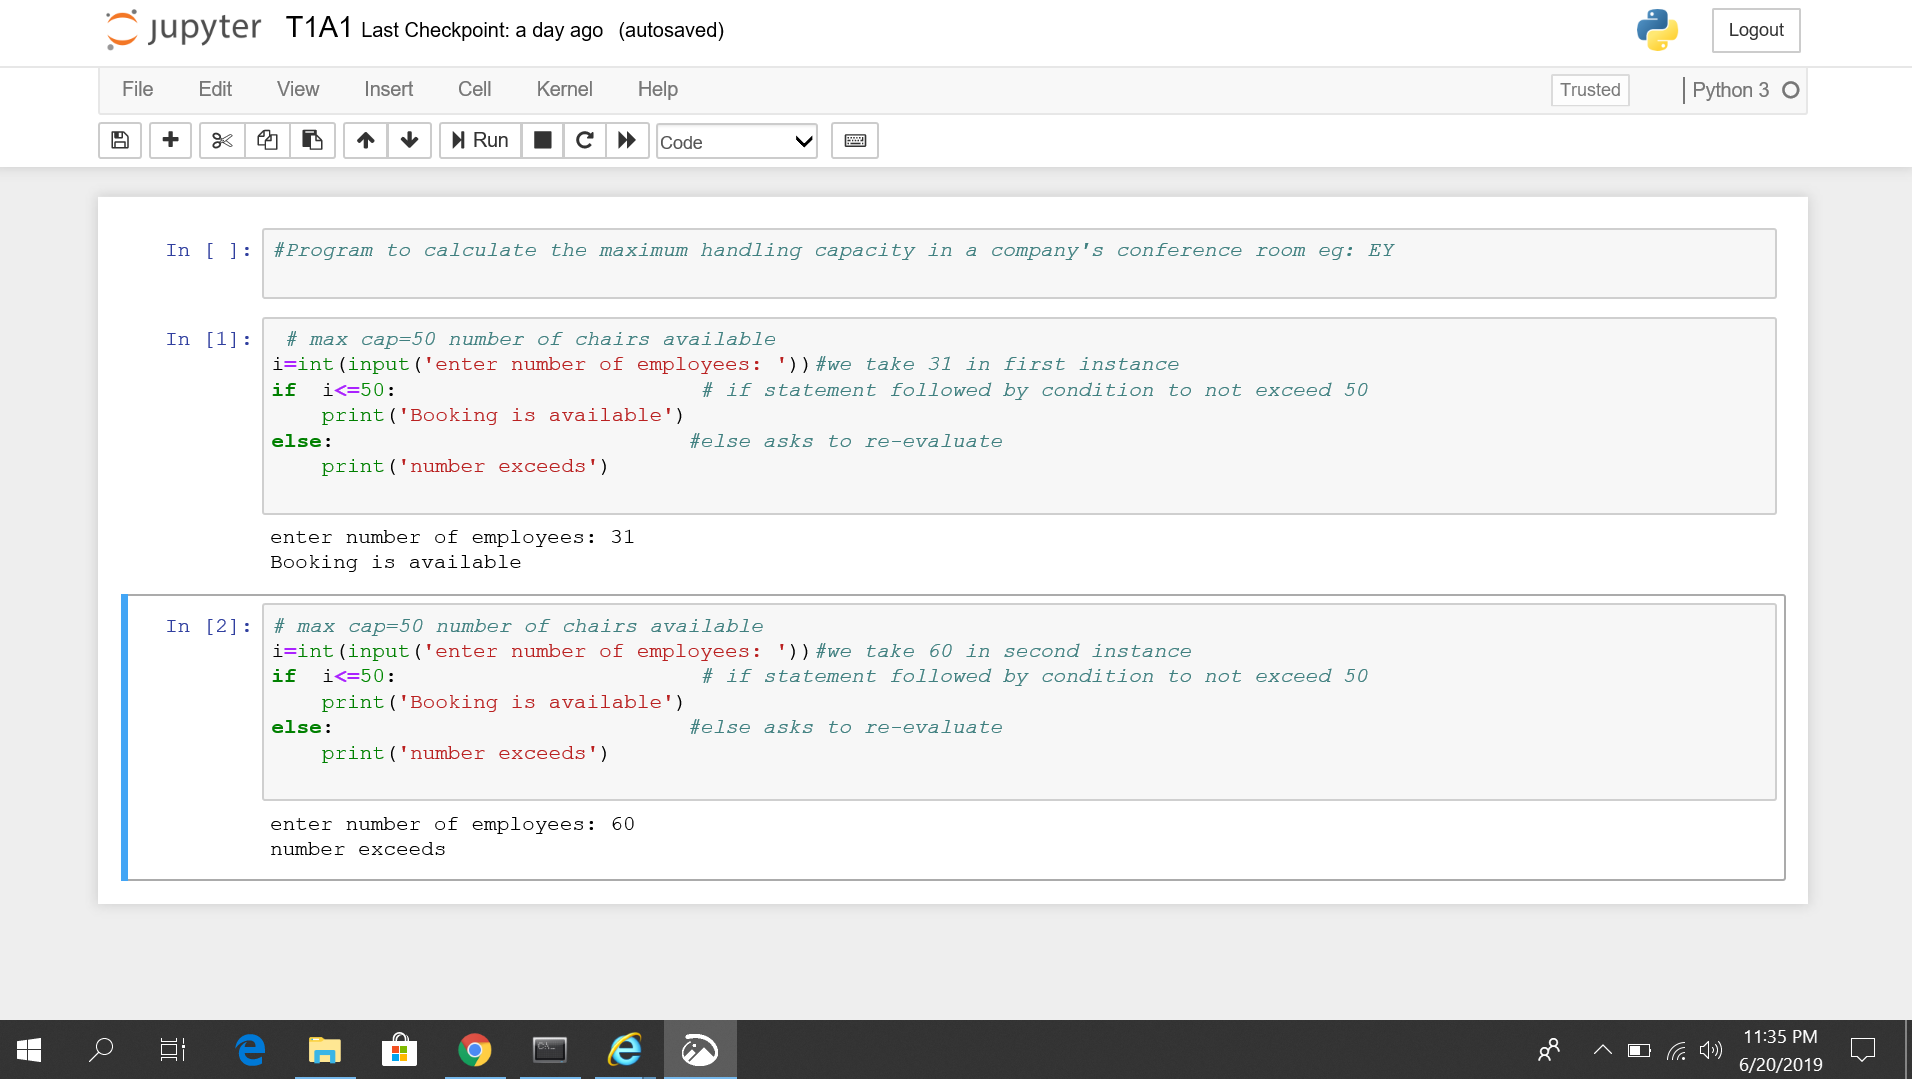 jupyter T1A1 Last Checkpoint: a day ago (autosaved) Logout
File Edit View Insert Cell Kernel Help Trusted Python 3
Run Code
In [ ]: #Program to calculate the maximum handling capacity in a company's conference room eg: EY
In [1]: # max cap=50 number of chairs available
i=int(input('enter number of employees: '))#we take 31 in first instance
if i<=50: # if statement followed by condition to not exceed 50
print('Booking is available')
else: #else asks to re-evaluate
print('number exceeds')
enter number of employees: 31
Booking is available
In [2]: # max cap=50 number of chairs available
i=int(input('enter number of employees: '))#we take 60 in second instance
if i<=50: # if statement followed by condition to not exceed 50
print('Booking is available')
else: #else asks to re-evaluate
print('number exceeds')
enter number of employees: 60
number exceeds
11:35 PM
6/20/2019